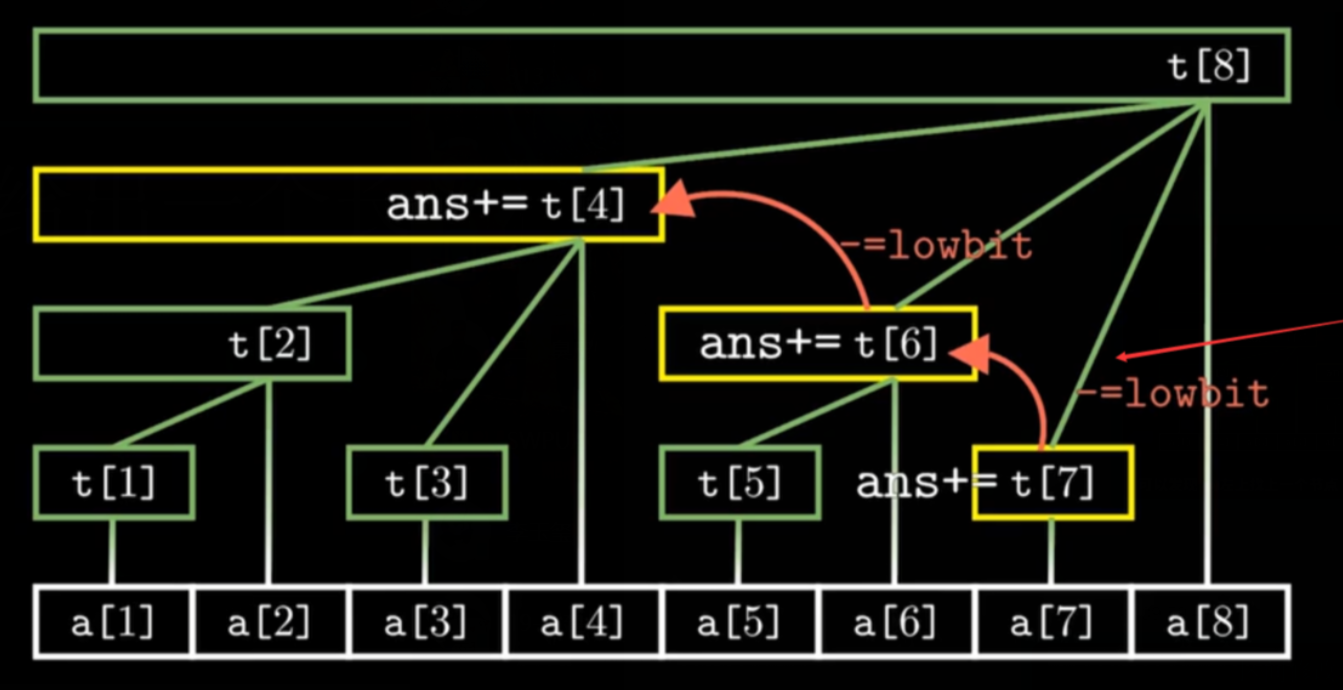 t[8]
ans+= t[4]
-=lowbit
t[2]
ans+= t[6]
-=lowbit
t[1]
t[3]
t[5]
ans+= t[7]
a[1] a[2] a[3] a[4] a[5] a[6] a[7] a[8]